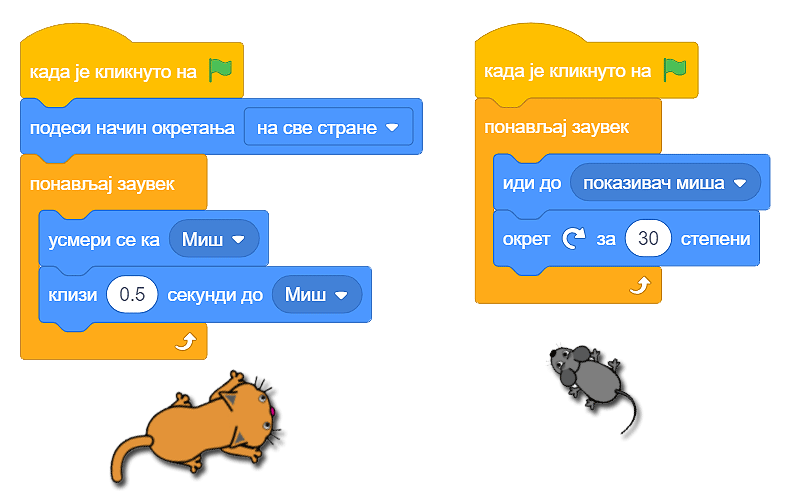 када је кликнуто на
подеси начин окретања на све стране
понављај заувек
усмери се ка Миш
клизи 0.5 секунди до Миш
када је кликнуто на
понављај заувек
иди до показивач миша
окрет за 30 степени